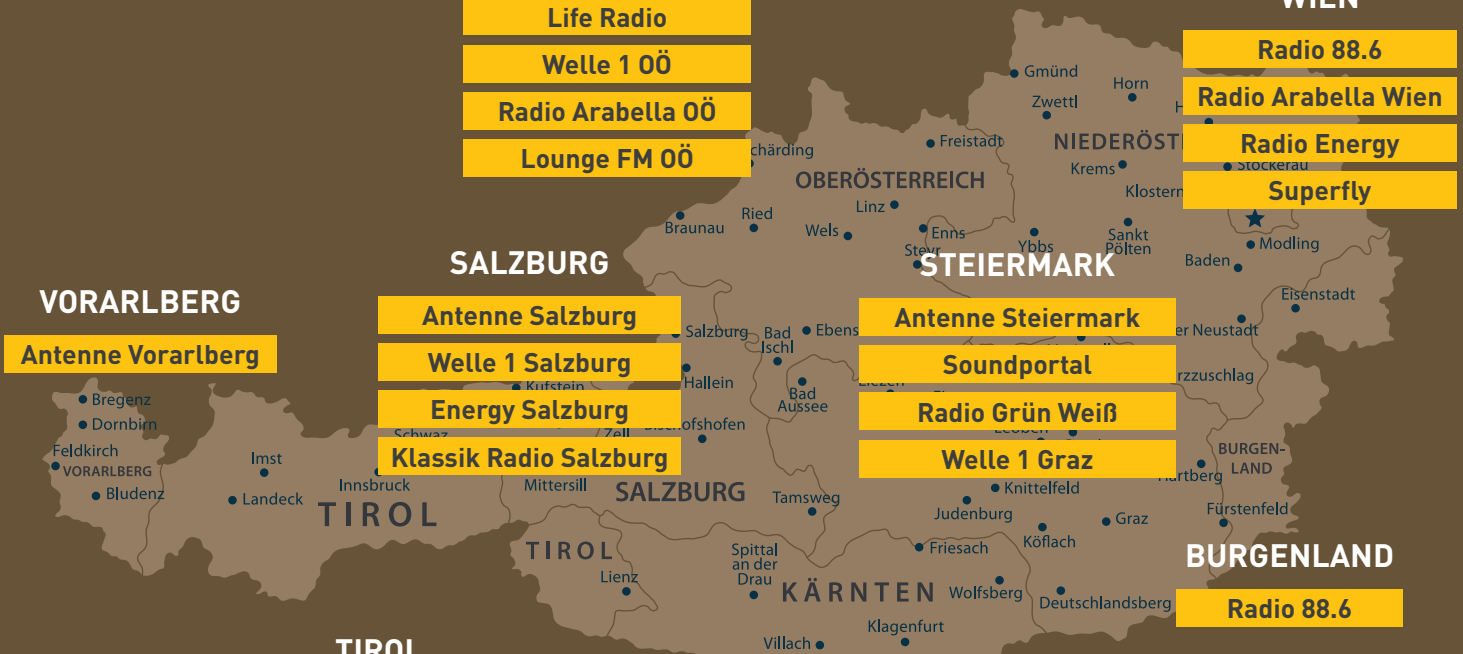 Life Radio
Welle 1 OÖ
Radio Arabella OÖ
Lounge FM OÖ
WIEN
Radio 88.6
Radio Arabella Wien
Radio Energy
Superfly
SALZBURG
Antenne Salzburg
Welle 1 Salzburg
Energy Salzburg
Klassik Radio Salzburg
VORARLBERG
Antenne Vorarlberg
STEIERMARK
Antenne Steiermark
Soundportal
Radio Grün Weiß
Welle 1 Graz
BURGENLAND
Radio 88.6
TIROL
Gmünd
Horn
Zwettl
Freistadt
chärding
NIEDERÖST
Krems
Stockerau
Klostern
OBERÖSTERREICH
Linz
Ried
Braunau
Wels
Enns
Steyr
Ybbs
Sankt
Pölten
Modling
Baden
Eisenstadt
er Neustadt
Salzburg
Bad
Ischl
Ebens
Hallein
Bad
Aussee
rzzuschlag
Kufstein
Bregenz
Dornbirn
Feldkirch
VORARLBERG
Bludenz
Imst
Landeck
Schwaz
Zell
Bischofshofen
Innsbruck
Mittersill
TIROL
SALZBURG
Tamsweg
Liezen
Leoben
Knittelfeld
Judenburg
Graz
Köflach
Hartberg
BURGEN-
LAND
Fürstenfeld
TIROL
Lienz
Spittal
an der
Drau
Friesach
KÄRNTEN
Wolfsberg
Deutschlandsberg
Klagenfurt
Villach